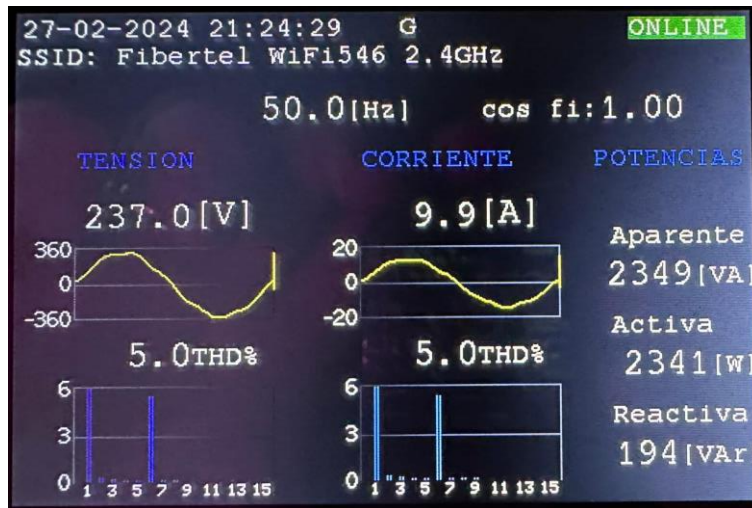 27-02-2024 21:24:29 G ONLINE
SSID: Fibertel WiFi546 2.4GHz
50.0[Hz] cos fi:1.00
TENSION CORRIENTE POTENCIAS
237.0[V] 9.9[A]
Aparente
360 20
0 0
2349[VA]
-360 -20
Activa
5.0THD% 5.0THD%
2341[W]
6 6
Reactiva
3 3
194[VAr
0 0
1 3 5 7 9 11 13 15 1 3 5 7 9 11 13 15